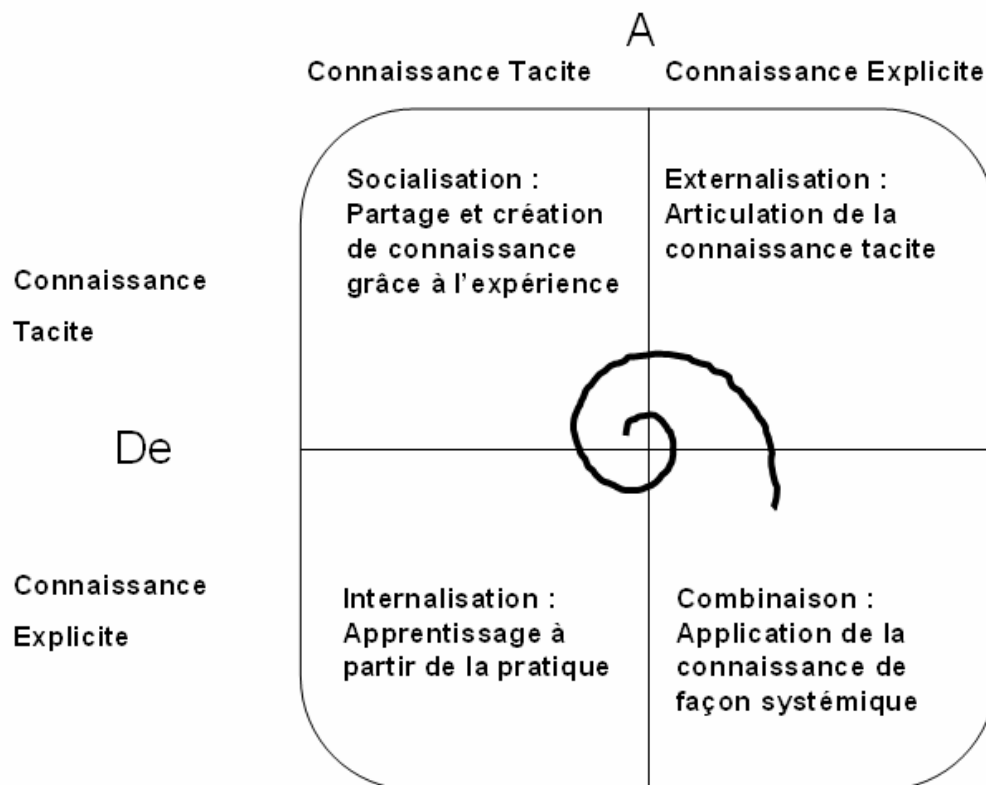 A
Connaissance Tacite
Connaissance Explicite
Socialisation :
Partage et création
de connaissance
grâce à l'expérience
Externalisation :
Articulation de la
connaissance tacite
Connaissance
Tacite
De
Connaissance
Explicite
Internalisation :
Apprentissage à
partir de la pratique
Combinaison :
Application de la
connaissance de
façon systémique